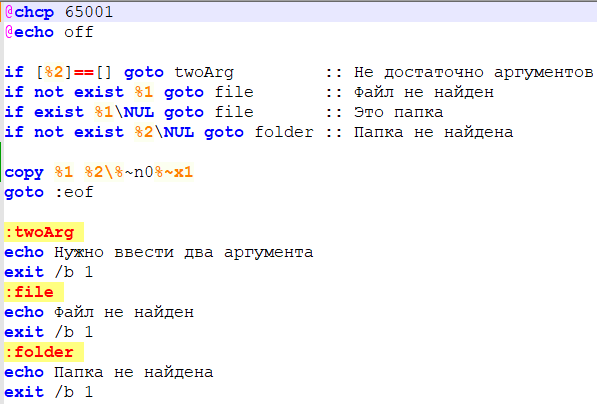 @chcp 65001
@echo off
if [%2]==[] goto twoArg :: Не достаточно аргументов
if not exist %1 goto file :: Файл не найден
if exist %1\NUL goto file :: Это папка
if not exist %2\NUL goto folder :: Папка не найдена
copy %1 %2\%~n0%~x1
goto :eof
:twoArg
echo Нужно ввести два аргумента
exit /b 1
:file
echo Файл не найден
exit /b 1
:folder
echo Папка не найдена
exit /b 1